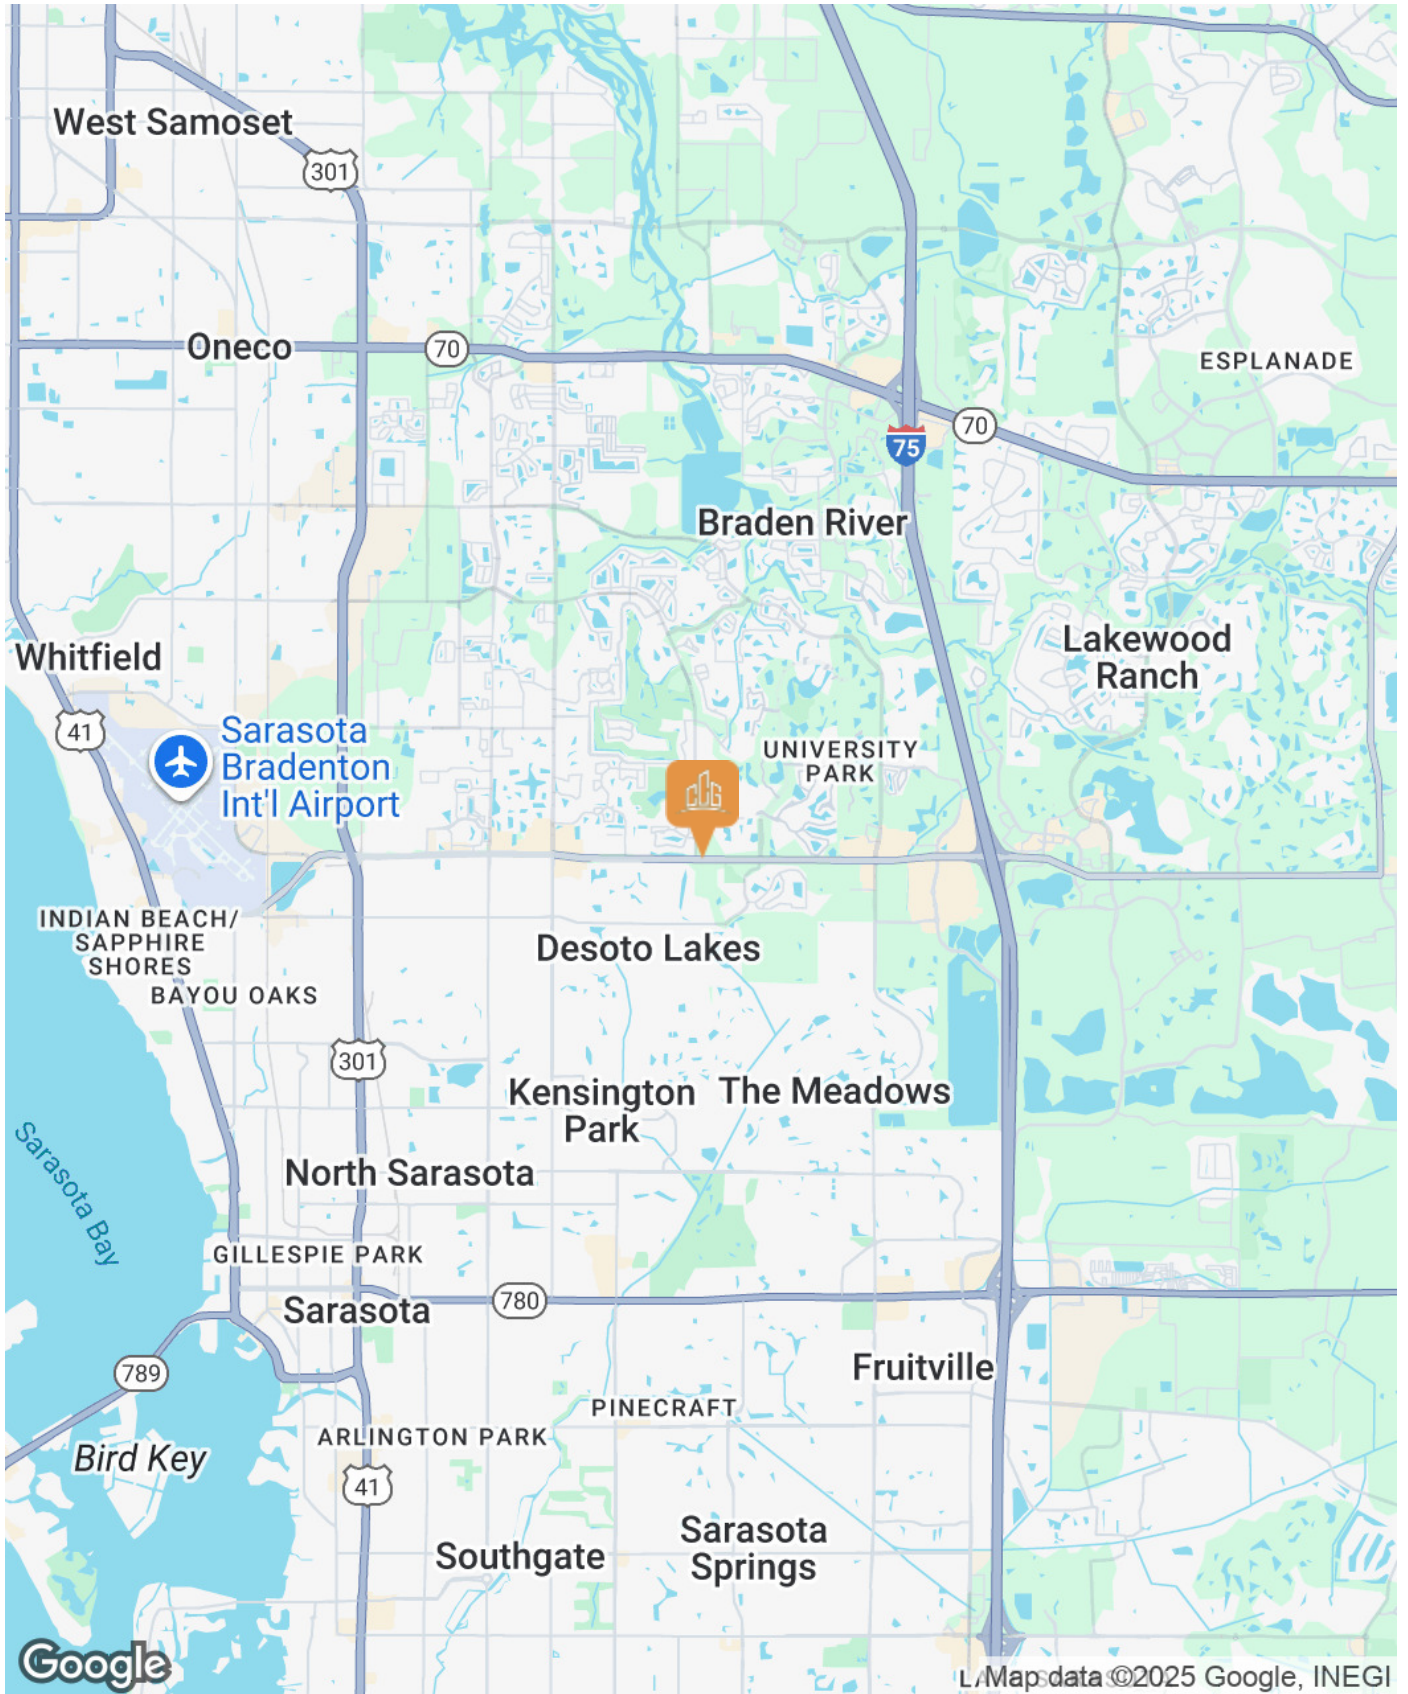 West Samoset
301
Oneco
70
ESPLANADE
70
75
Braden River
Whitfield
Lakewood
Ranch
41
Sarasota
Bradenton
Int'l Airport
UNIVERSITY
PARK
CCG
INDIAN BEACH/
SAPPHIRE
SHORES
Desoto Lakes
BAYOU OAKS
301
Kensington
Park
The Meadows
Sarasota Bay
North Sarasota
GILLESPIE PARK
780
Sarasota
789
Fruitville
PINECRAFT
ARLINGTON PARK
Bird Key
41
Sarasota
Springs
Southgate
Google
Map data ©2025 Google, INEGI